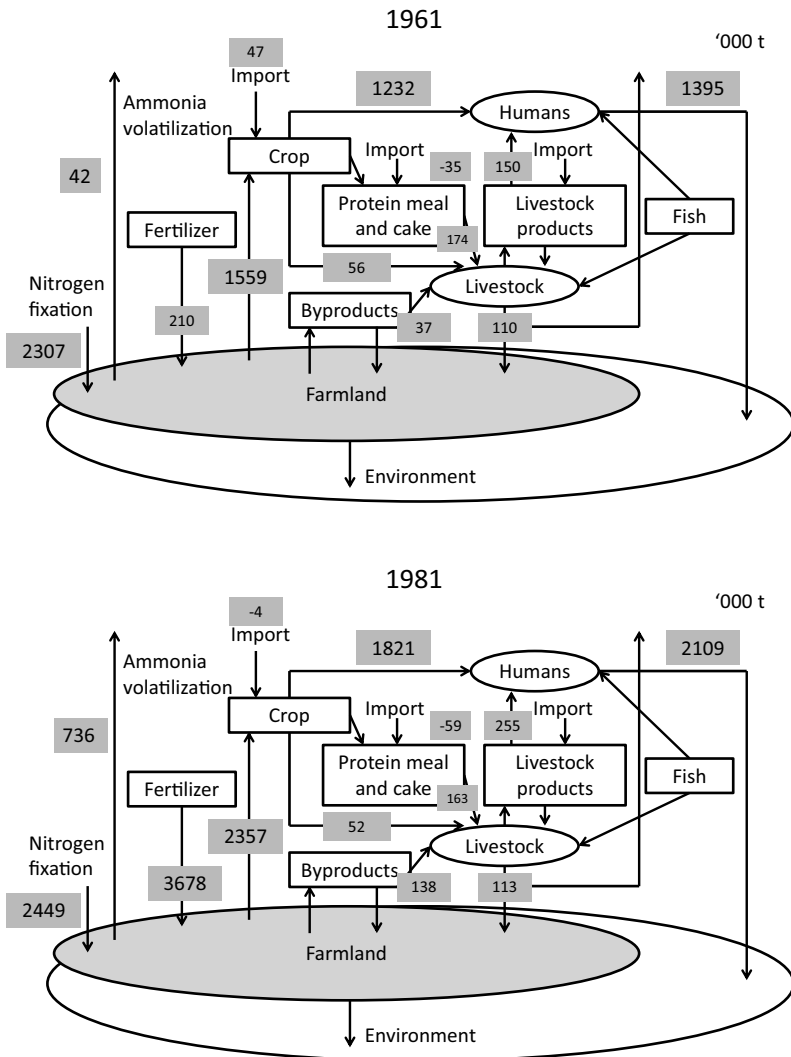 1961
'000 t
47
Import
1232
1395
Ammonia
volatilization
Humans
Crop
Import
-35
150
Import
42
Protein meal
and cake
Livestock
products
Fish
Fertilizer
174
1559
56
Livestock
Nitrogen
fixation
210
Byproducts
37
110
2307
Farmland
Environment
1981
'000 t
-4
Import
1821
2109
Ammonia
volatilization
Humans
Crop
Import
-59
255
Import
736
Protein meal
and cake
Livestock
products
Fish
Fertilizer
163
2357
52
Livestock
Nitrogen
fixation
3678
Byproducts
138
113
2449
Farmland
Environment